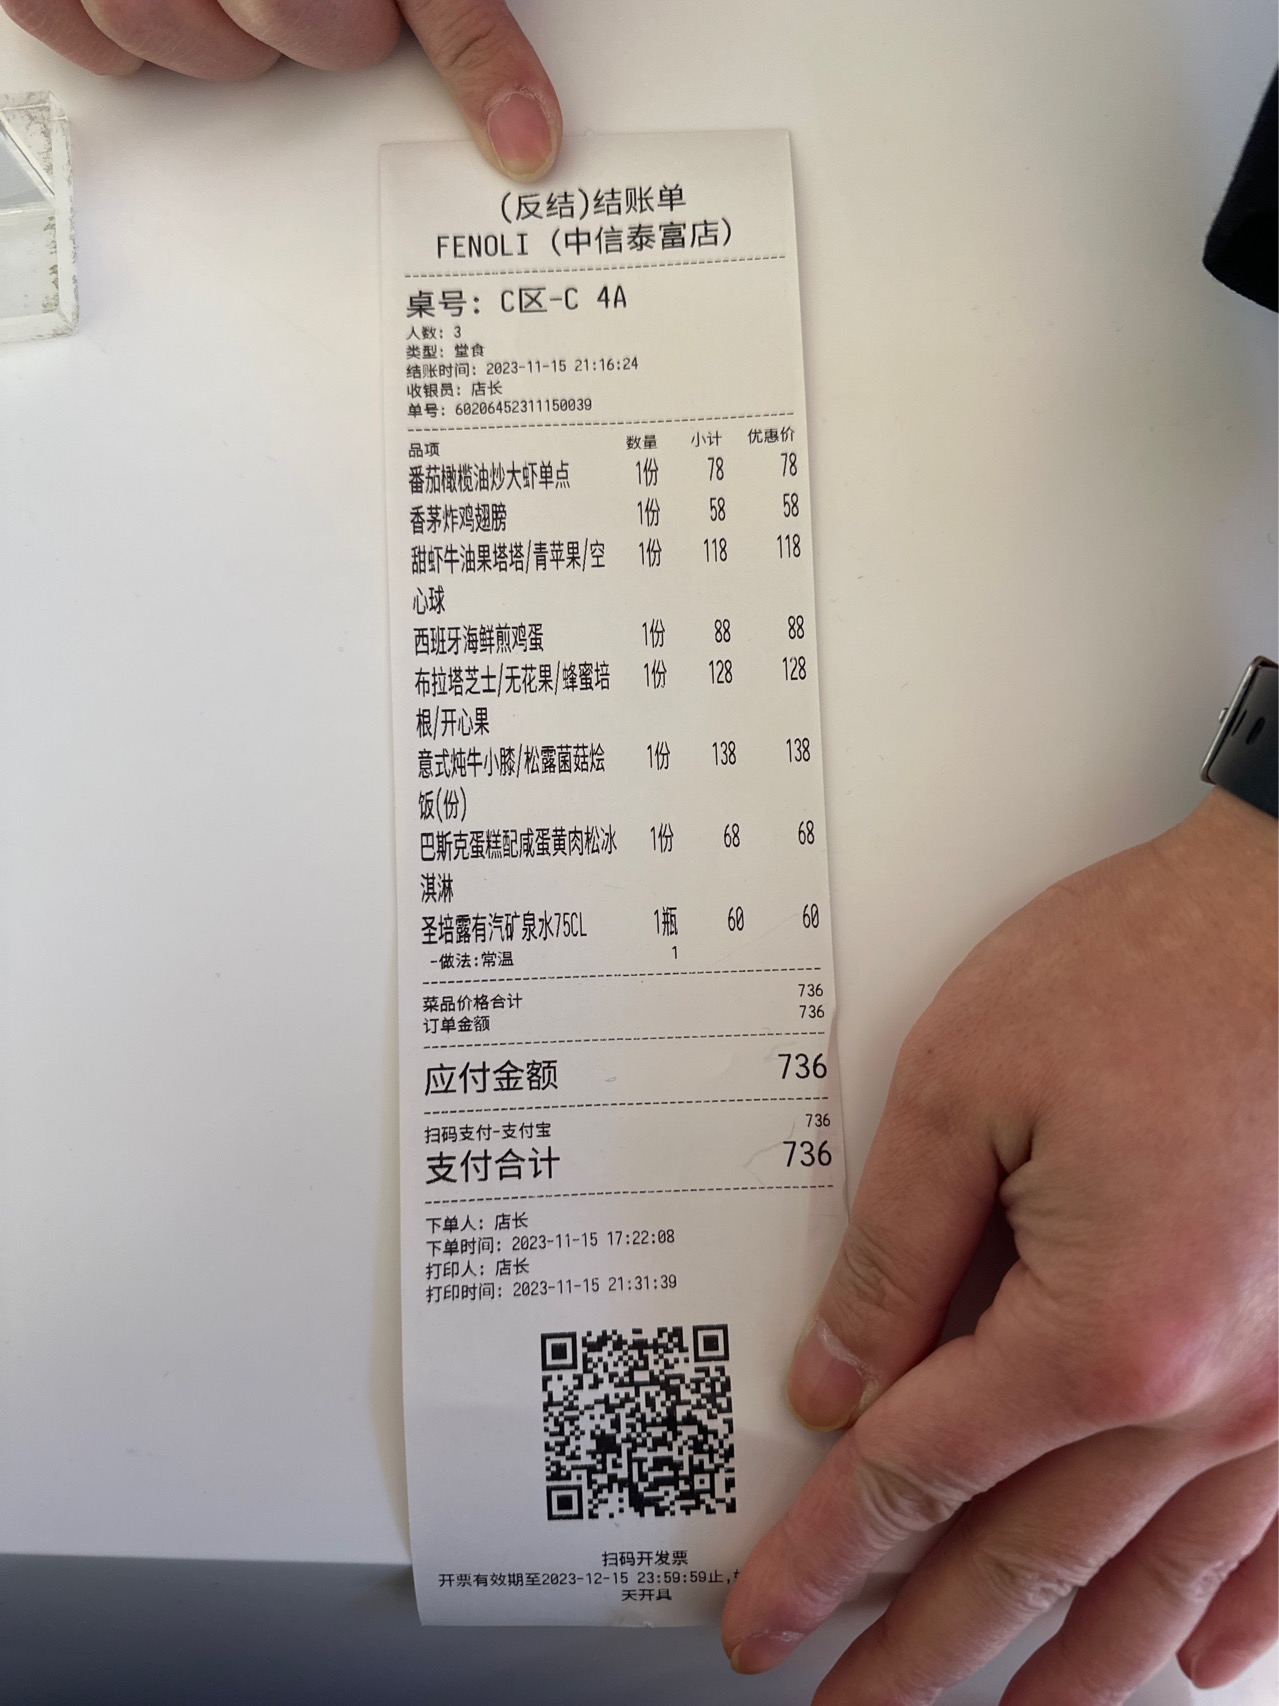 (反结)结账单
FENOLI (中信泰富店)
桌号: C区-C 4A
人数: 3
类型: 堂食
结账时间: 2023-11-15 21:16:24
收银员: 店长
单号: 60206452311150039
品项 数量 小计 优惠价
番茄橄榄油炒大虾单点 1份 78 78
香茅炸鸡翅膀 1份 58 58
甜虾牛油果塔塔/青苹果/空 1份 118 118
心球
西班牙海鲜煎鸡蛋 1份 88 88
布拉塔芝士/无花果/蜂蜜培 1份 128 128
根/开心果
意式炖牛小膝/松露菌菇烩 1份 138 138
饭(份)
巴斯克蛋糕配咸蛋黄肉松冰 1份 68 68
淇淋
圣培露有汽矿泉水75CL 1瓶 60 60
-做法:常温 1
菜品价格合计 736
订单金额 736
应付金额 736
扫码支付-支付宝 736
支付合计 736
下单人: 店长
下单时间: 2023-11-15 17:22:08
打印人: 店长
打印时间: 2023-11-15 21:31:39
扫码开发票
开票有效期至2023-12-15 23:59:59止,
天开具